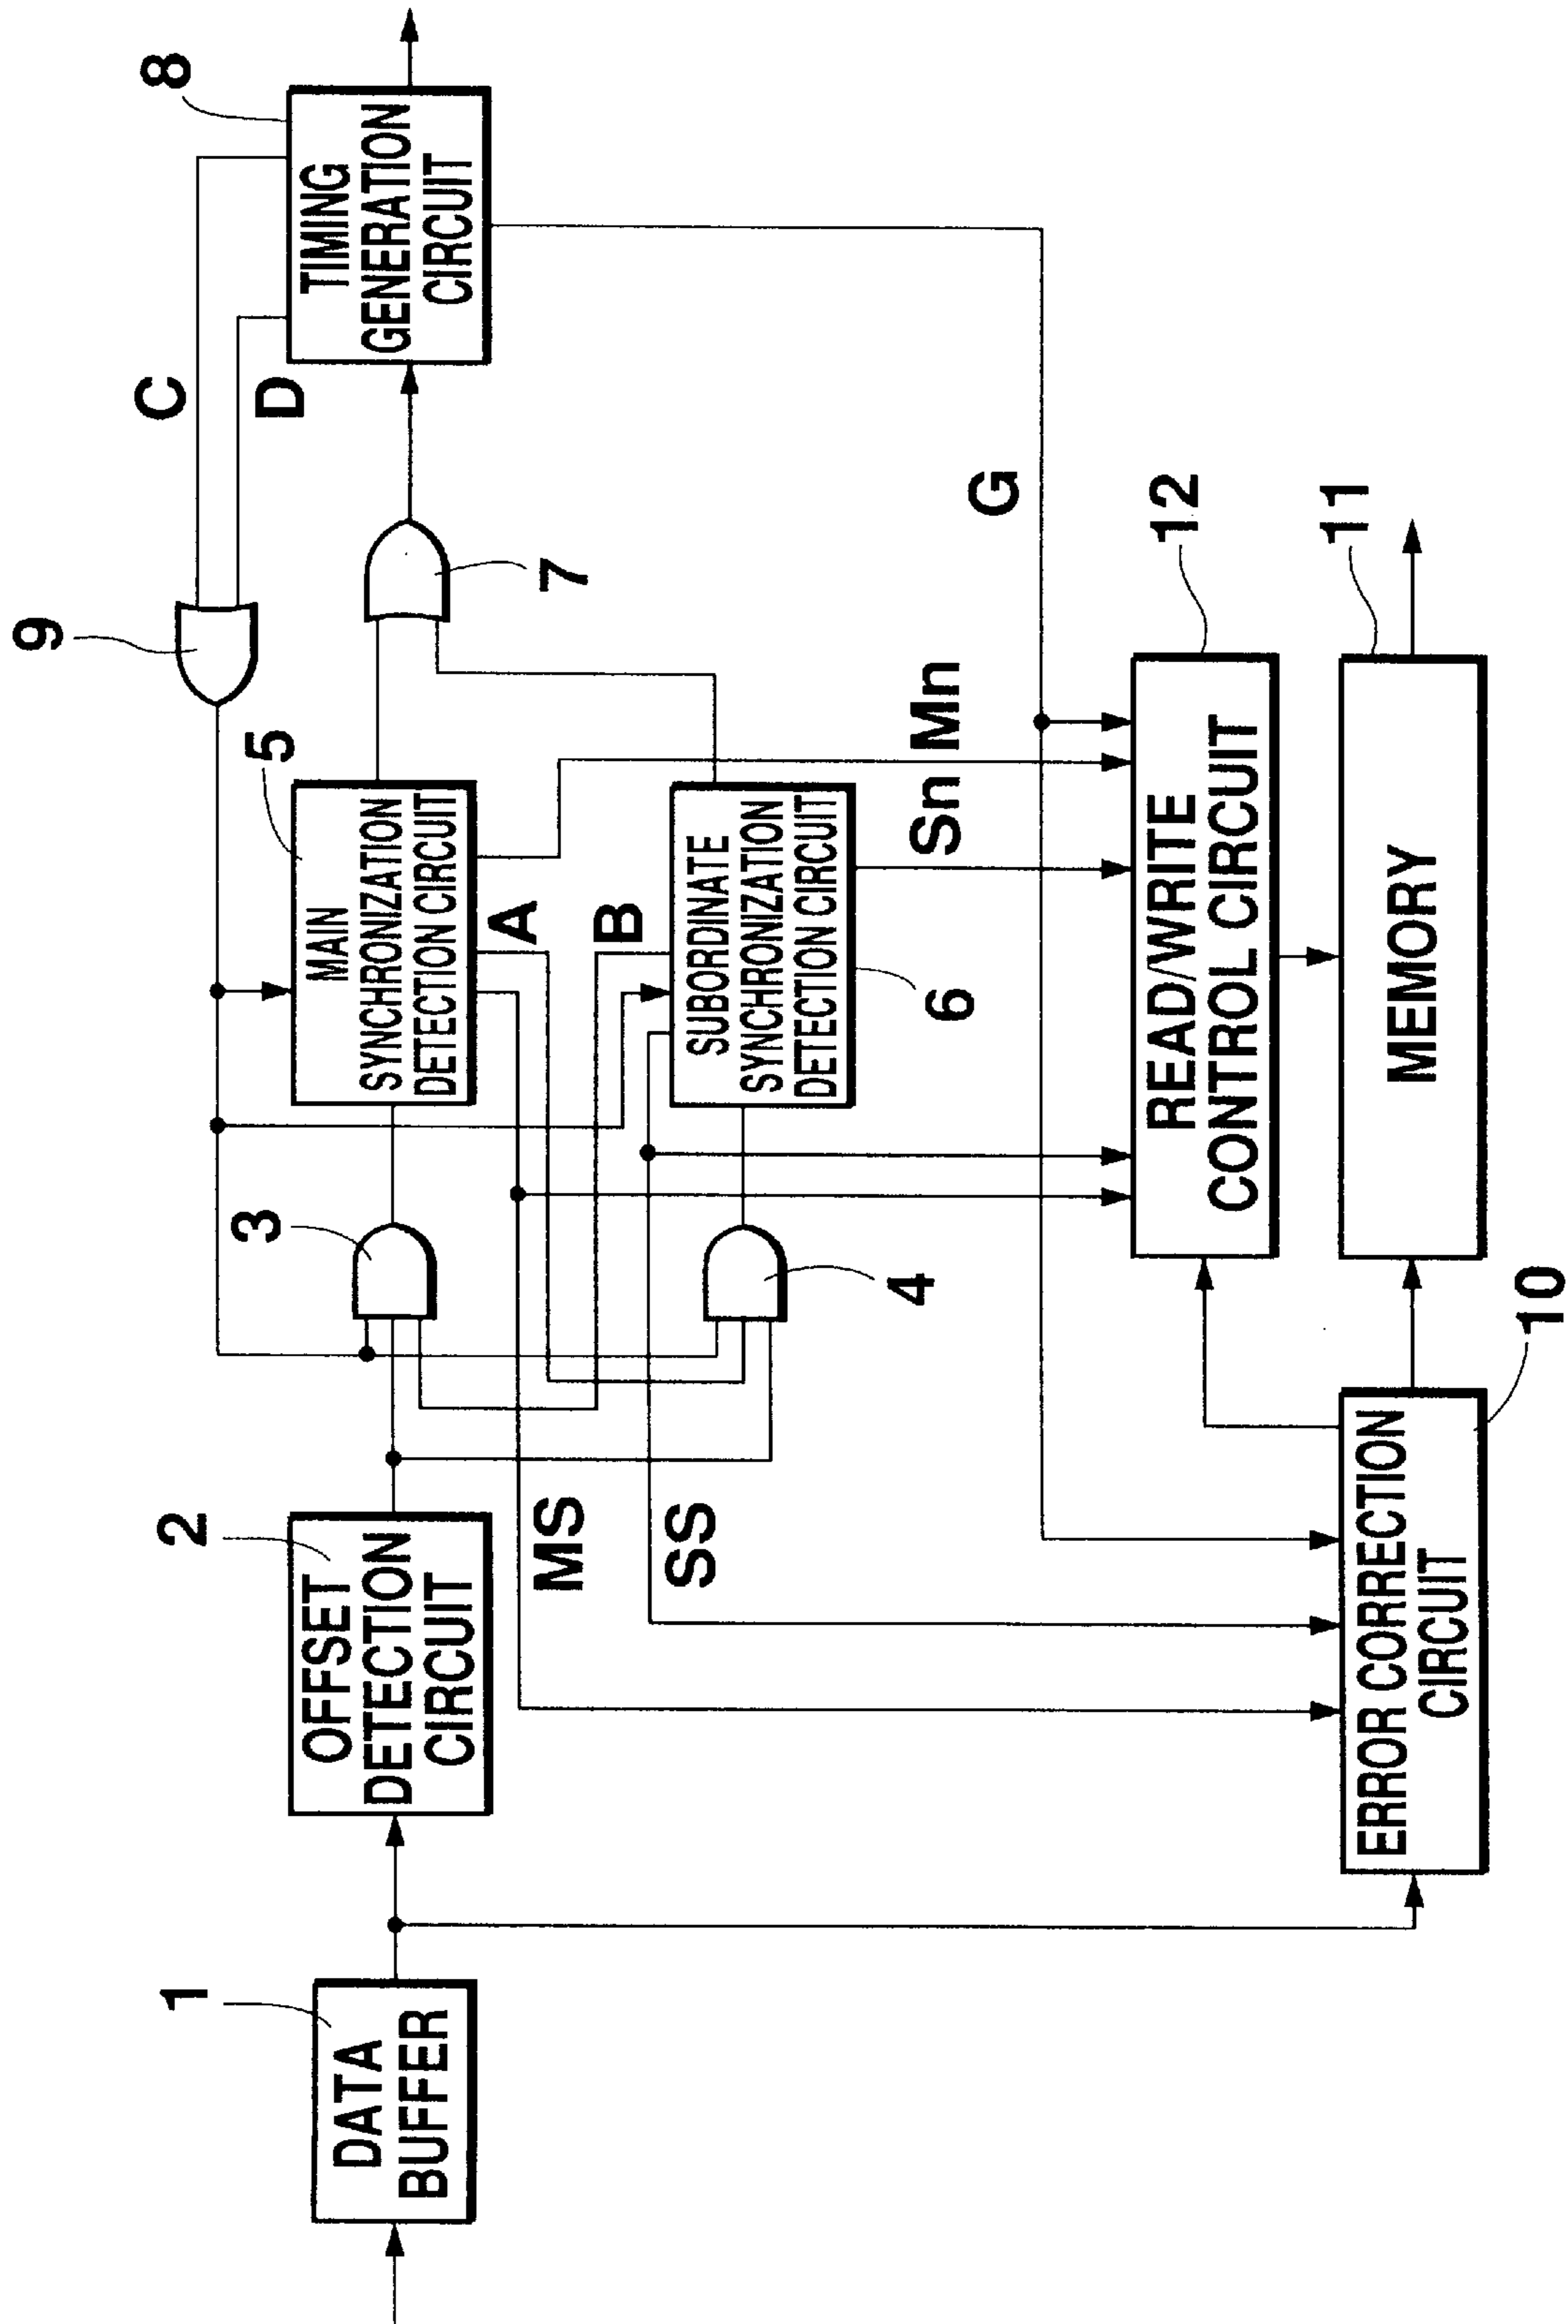 1
DATA
BUFFER
2
OFFSET
DETECTION
CIRCUIT
MS
SS
3
4
5
MAIN
SYNCHRONIZATION
DETECTION CIRCUIT
A
B
SUBORDINATE
SYNCHRONIZATION
DETECTION CIRCUIT
6
Sn Mn
7
9
C
D
8
TIMING
GENERATION
CIRCUIT
G
ERROR CORRECTION
CIRCUIT
10
READ/WRITE
CONTROL CIRCUIT
12
MEMORY
11